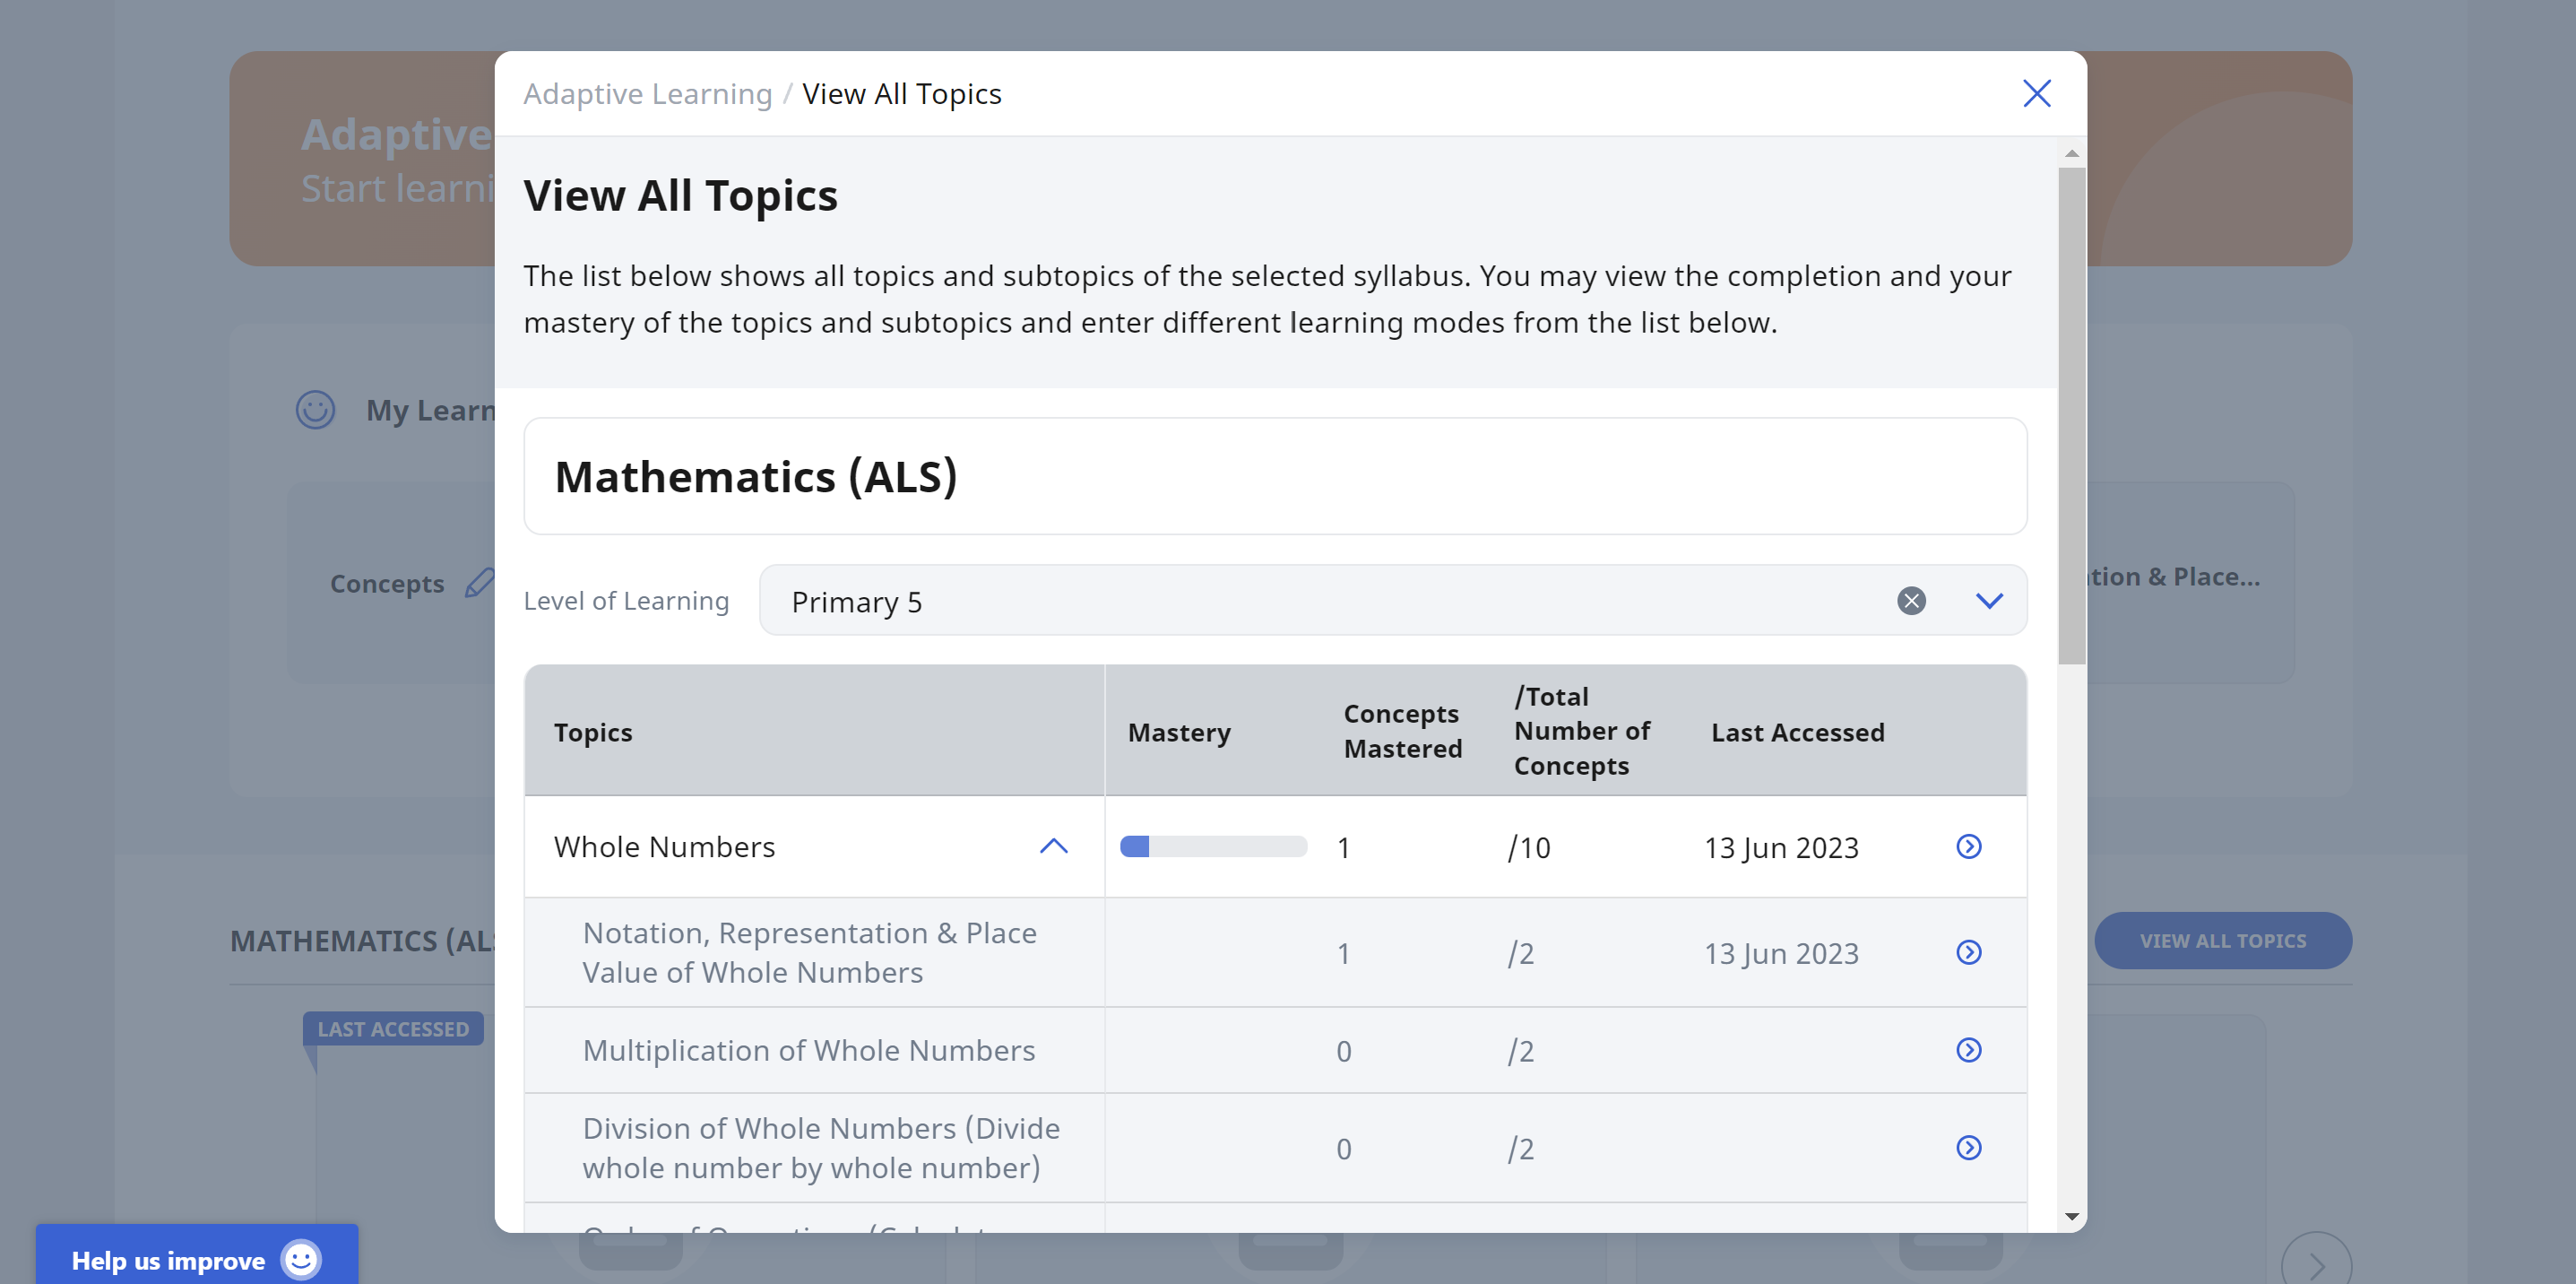 Adaptive Learning / View All Topics
Adaptive
Start learni
View All Topics
The list below shows all topics and subtopics of the selected syllabus. You may view the completion and your
mastery of the topics and subtopics and enter different learning modes from the list below.
My Learn
Mathematics (ALS)
Concepts
tion & Place...
Level of Learning
Primary 5
Topics
Mastery
Concepts
Mastered
/Total
Number of
Concepts
Last Accessed
Whole Numbers 1 /10 13 Jun 2023
Notation, Representation & Place
Value of Whole Numbers
1 /2 13 Jun 2023
MATHEMATICS (ALS
VIEW ALL TOPICS
LAST ACCESSED
Multiplication of Whole Numbers 0 /2
Division of Whole Numbers (Divide
whole number by whole number)
0 /2
Help us improve